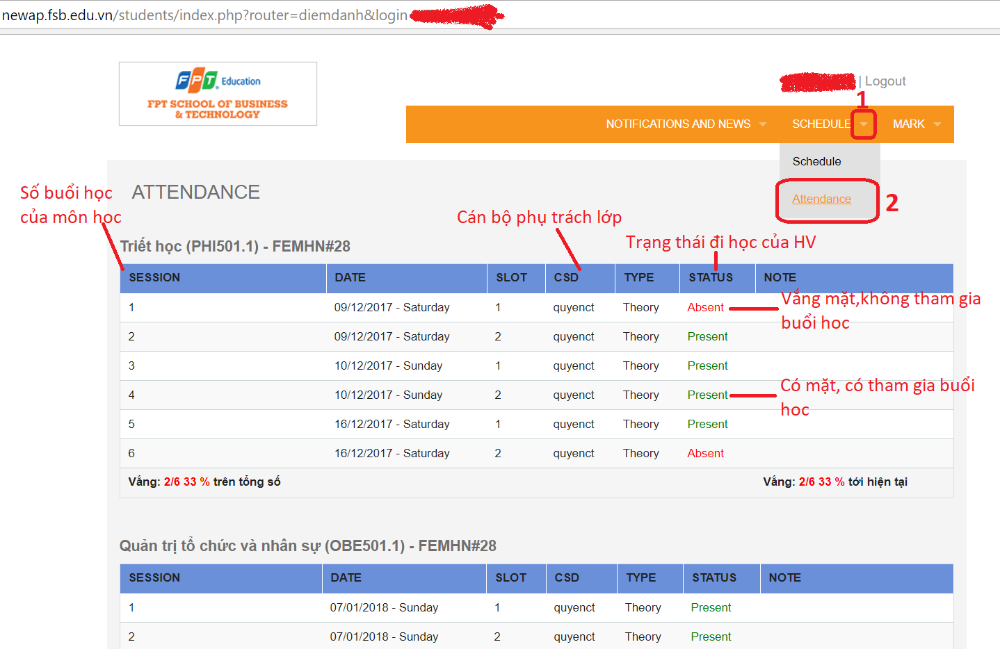 newap.fsb.edu.vn/students/index.php?router=diemdanh&login
FPT Education
FPT SCHOOL OF BUSINESS
& TECHNOLOGY
| Logout
1
NOTIFICATIONS AND NEWS SCHEDULE MARK
Schedule
Attendance 2
Số buổi học
của môn học
ATTENDANCE
Cán bộ phụ trách lớp
Trạng thái đi học của HV
Triết học (PHI501.1) - FEMHN#28
SESSION DATE SLOT CSD TYPE STATUS NOTE
1 09/12/2017 - Saturday 1 quyenct Theory Absent
Vắng mặt,không tham gia
buổi hoc
2 09/12/2017 - Saturday 2 quyenct Theory Present
3 10/12/2017 - Sunday 1 quyenct Theory Present
4 10/12/2017 - Sunday 2 quyenct Theory Present
Có mặt, có tham gia buổi
hoc
5 16/12/2017 - Saturday 1 quyenct Theory Present
6 16/12/2017 - Saturday 2 quyenct Theory Absent
Vắng: 2/6 33 % trên tổng số Vắng: 2/6 33 % tới hiện tại
Quản trị tổ chức và nhân sự (OBE501.1) - FEMHN#28
SESSION DATE SLOT CSD TYPE STATUS NOTE
1 07/01/2018 - Sunday 1 quyenct Theory Present
2 07/01/2018 - Sunday 2 quyenct Theory Present